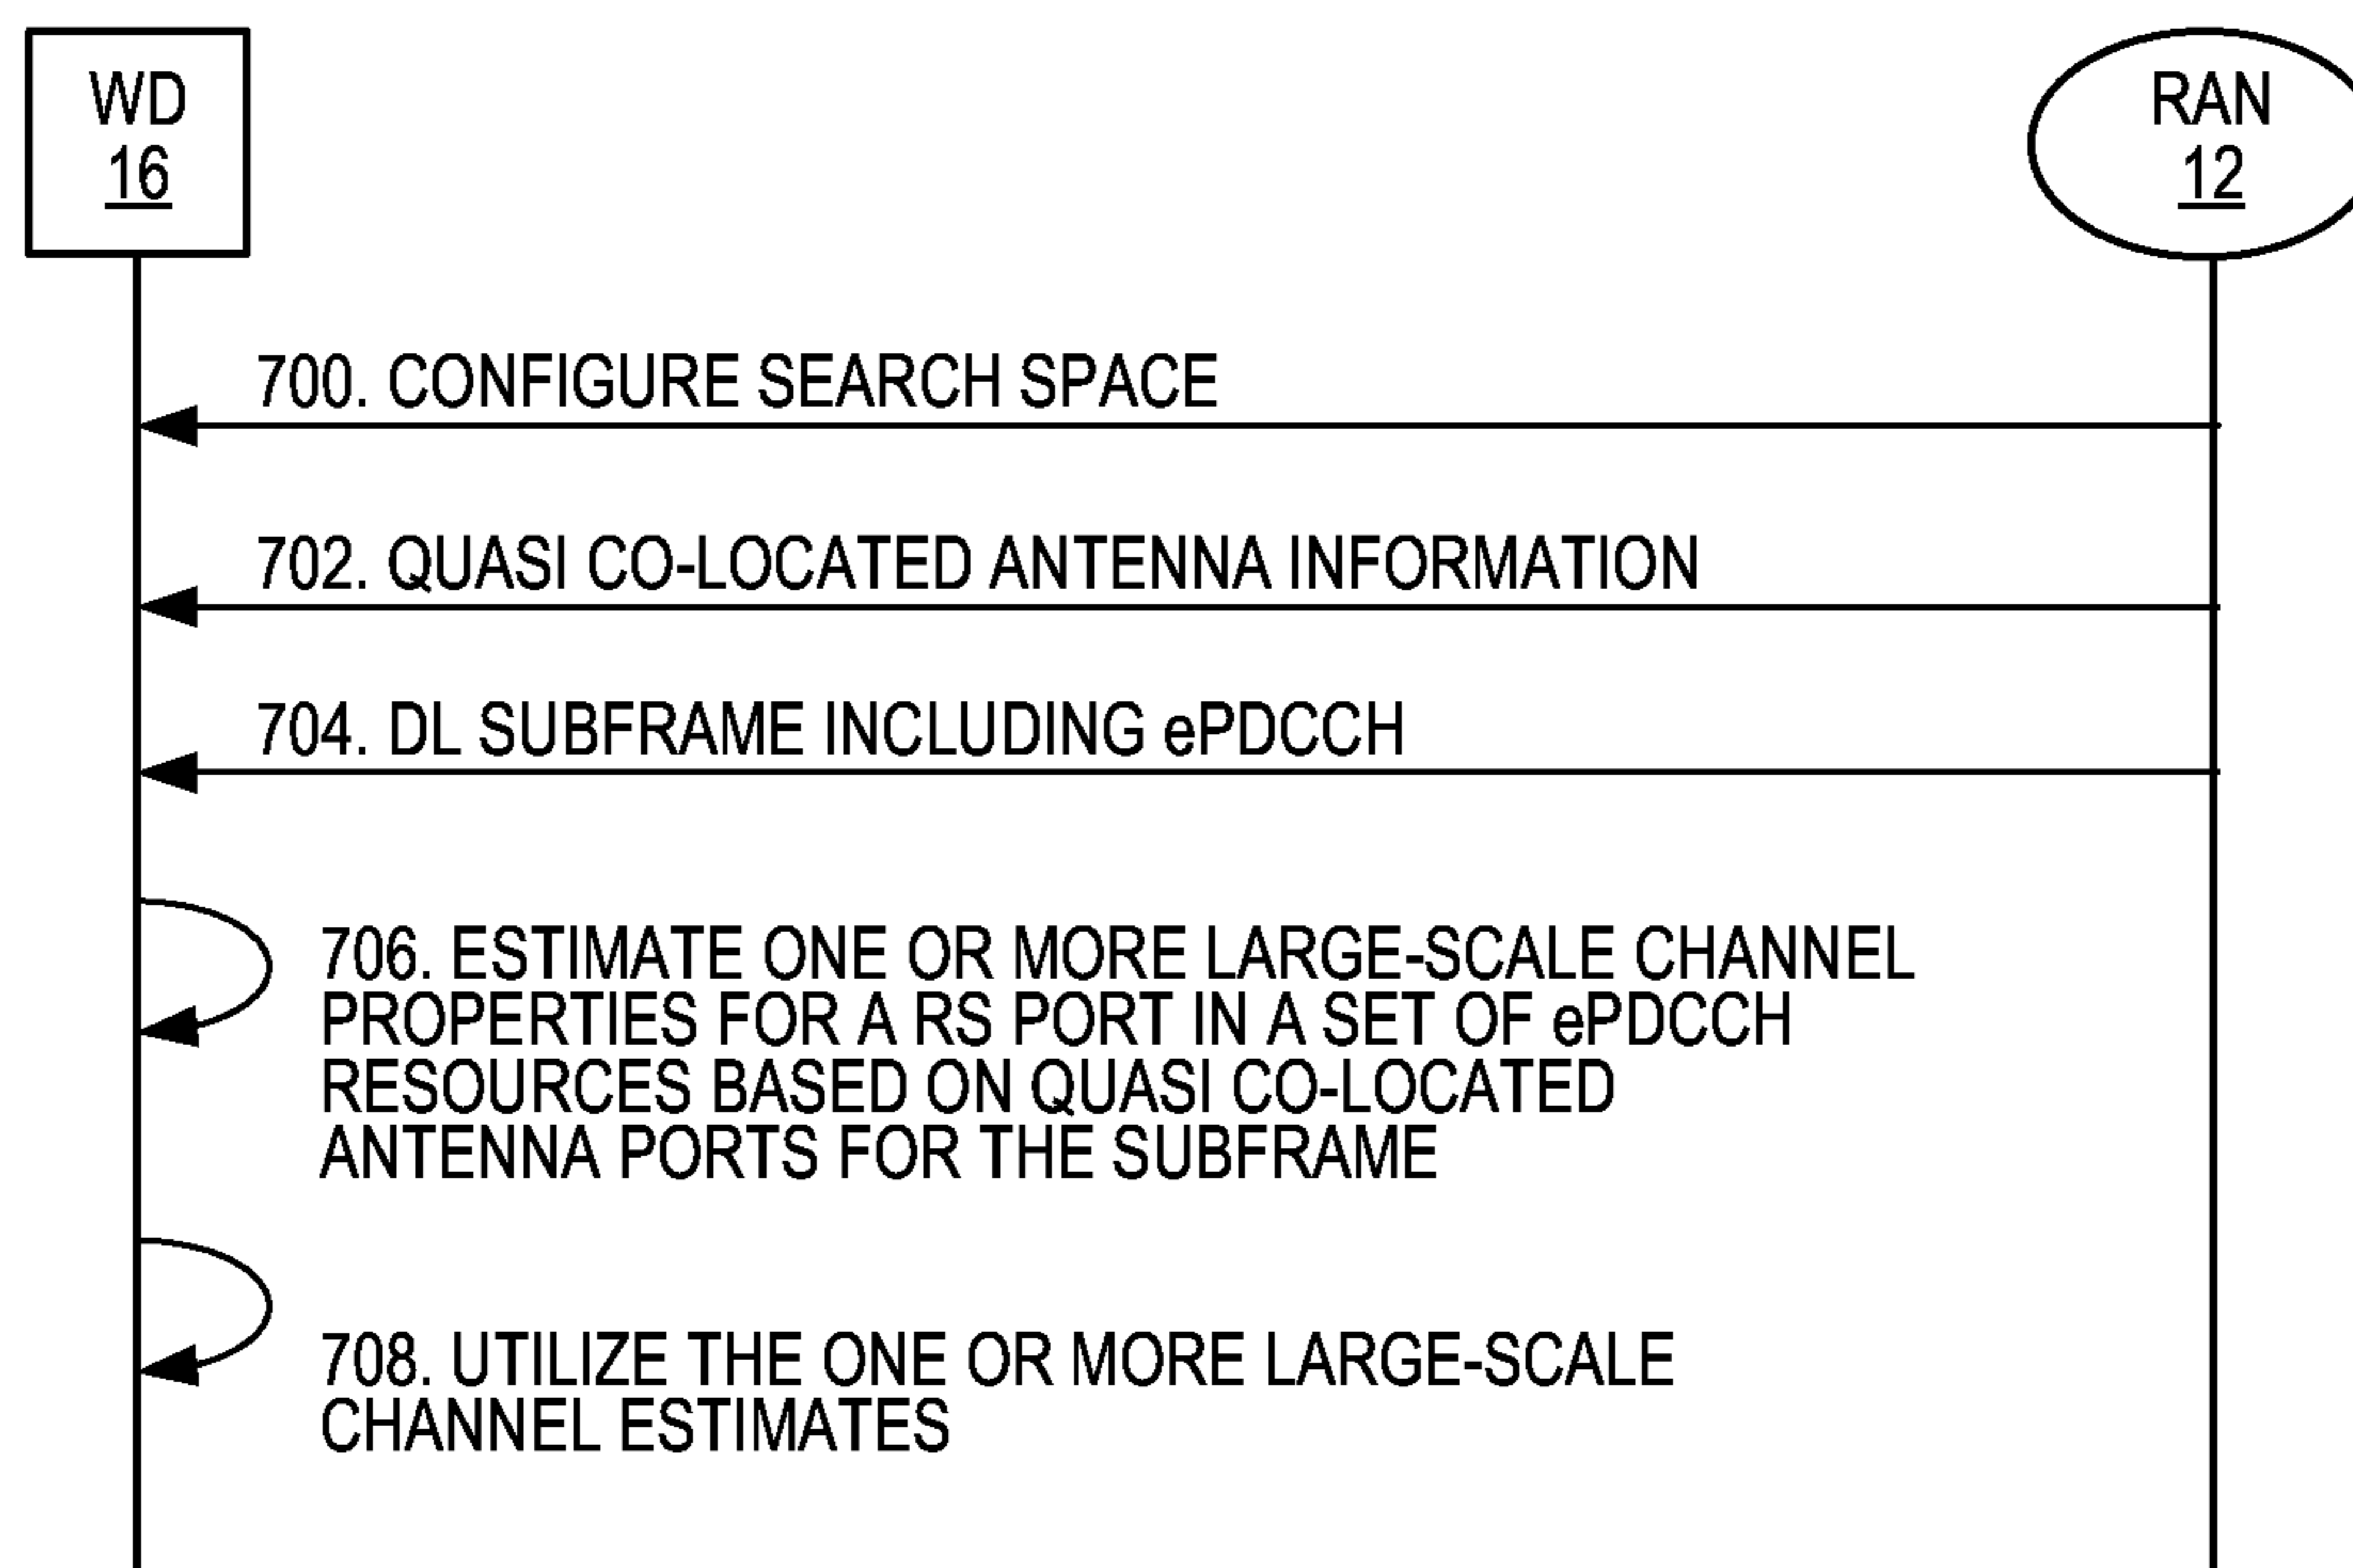 WD
16
RAN
12
700. CONFIGURE SEARCH SPACE
702. QUASI CO-LOCATED ANTENNA INFORMATION
704. DL SUBFRAME INCLUDING ePDCCH
706. ESTIMATE ONE OR MORE LARGE-SCALE CHANNEL
PROPERTIES FOR A RS PORT IN A SET OF ePDCCH
RESOURCES BASED ON QUASI CO-LOCATED
ANTENNA PORTS FOR THE SUBFRAME
708. UTILIZE THE ONE OR MORE LARGE-SCALE
CHANNEL ESTIMATES